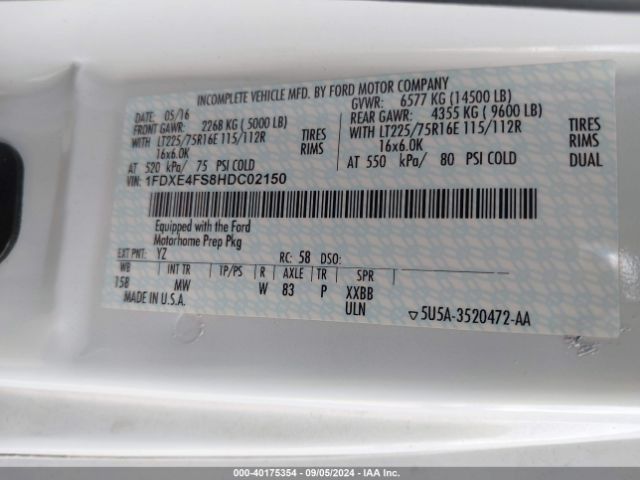 INCOMPLETE VEHICLE MFD. BY FORD MOTOR COMPANY
DATE: 05/16 GVWR: 6577 KG (14500 LB)
FRONT GAWR: 2268 KG ( 5000 LB) REAR GAWR: 4355 KG ( 9600 LB)
WITH LT225/75R16E 115/112R TIRES WITH LT225/75R16E 115/112R TIRES
16x6.0K RIMS 16x6.0K RIMS
AT 520 kPa/ 75 PSI COLD AT 550 kPa/ 80 PSI COLD DUAL
VIN: 1FDXE4FS8HDC02150
Equipped with the Ford
Motorhome Prep Pkg
EXT PNT: YZ RC: 58 DSO:
WB INT TR TP/PS R AXLE TR SPR
158 MW W 83 P XXBB
MADE IN U.S.A. ULN
▽5U5A-3520472-AA
000-40175354 - 09/05/2024 - IAA